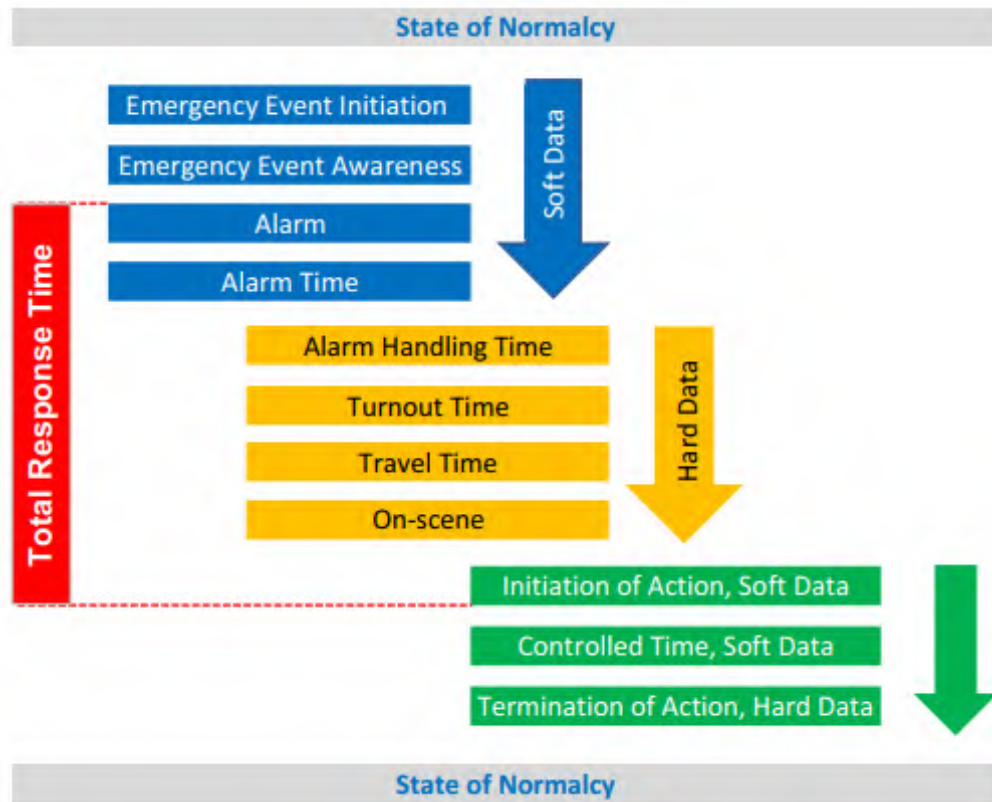 State of Normalcy
Emergency Event Initiation
Emergency Event Awareness
Alarm
Alarm Time
Soft Data
Total Response Time
Alarm Handling Time
Turnout Time
Travel Time
On-scene
Hard Data
Initiation of Action, Soft Data
Controlled Time, Soft Data
Termination of Action, Hard Data
State of Normalcy